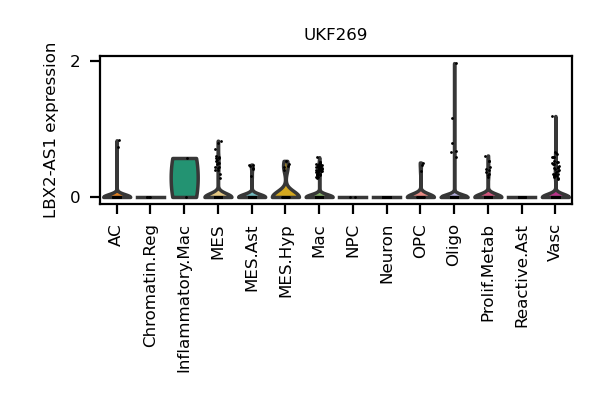 UKF269
LBX2-AS1 expression
2
0
AC
Chromatin.Reg
Inflammatory.Mac
MES
MES.Ast
MES.Hyp
Mac
NPC
Neuron
OPC
Oligo
Prolif.Metab
Reactive.Ast
Vasc